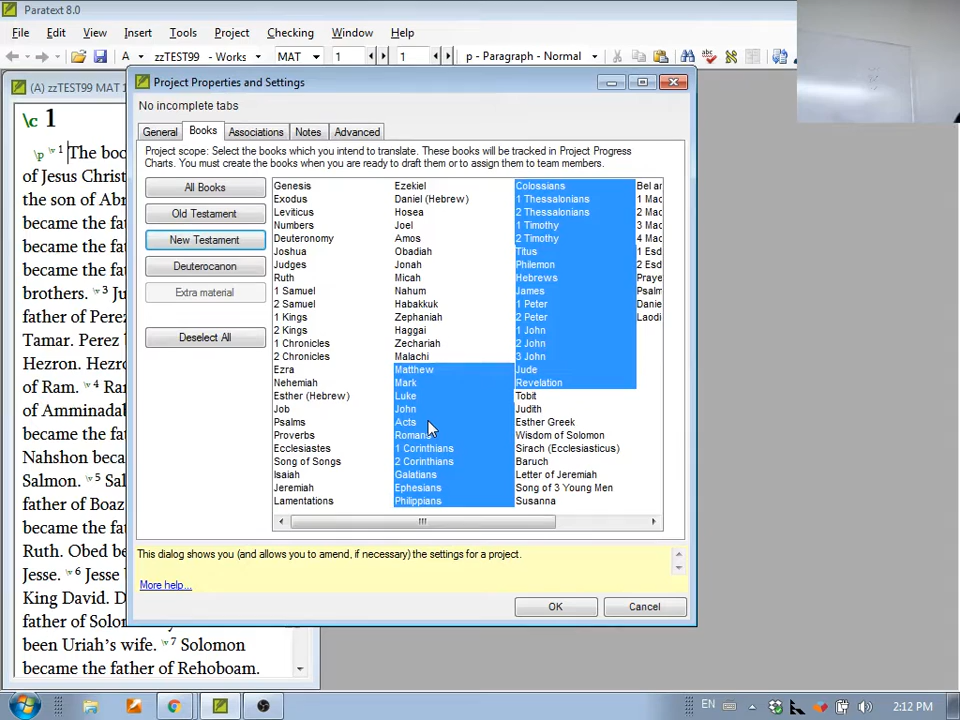 Paratext 8.0
File Edit View Insert Tools Project Checking Window Help
A zzTEST99 - Works MAT 1 1 p - Paragraph - Normal
(A) zzTEST99 MAT 1
Project Properties and Settings
No incomplete tabs
General Books Associations Notes Advanced
Project scope: Select the books which you intend to translate. These books will be tracked in Project Progress
Charts. You must create the books when you are ready to draft them or to assign them to team members.
All Books
Old Testament
New Testament
Deuterocanon
Extra material
Deselect All
Genesis
Exodus
Leviticus
Numbers
Deuteronomy
Joshua
Judges
Ruth
1 Samuel
2 Samuel
1 Kings
2 Kings
1 Chronicles
2 Chronicles
Ezra
Nehemiah
Esther (Hebrew)
Job
Psalms
Proverbs
Ecclesiastes
Song of Songs
Isaiah
Jeremiah
Lamentations
Ezekiel
Daniel (Hebrew)
Hosea
Joel
Amos
Obadiah
Jonah
Micah
Nahum
Habakkuk
Zephaniah
Haggai
Zechariah
Malachi
Matthew
Mark
Luke
John
Acts
Romans
1 Corinthians
2 Corinthians
Galatians
Ephesians
Philippians
Colossians
1 Thessalonians
2 Thessalonians
1 Timothy
2 Timothy
Titus
Philemon
Hebrews
James
1 Peter
2 Peter
1 John
2 John
3 John
Jude
Revelation
Tobit
Judith
Esther Greek
Wisdom of Solomon
Sirach (Ecclesiasticus)
Baruch
Letter of Jeremiah
Song of 3 Young Men
Susanna
Bel ar
1 Mac
3 Mac
4 Mac
1 Esd
Praye
Psalm
Danie
Laodi
This dialog shows you (and allows you to amend, if necessary) the settings for a project.
More help...
OK Cancel
\c 1
\p v 1 The boo
of Jesus Christ
the son of Abr
became the fat
became the fat
became the fat
brothers. v 3 Ju
father of Perez
Tamar. Perez b
Hezron. Hezro
of Ram. v 4 Ram
of Amminadab
Nahshon becam
Salmon. v 5 Sal
father of Boaz
became the fat
Ruth. Obed be
Jesse. v 6 Jesse b
King David. D
father of Solom
been Uriah's wife. v 7 Solomon
became the father of Rehoboam.
EN 2:12 PM